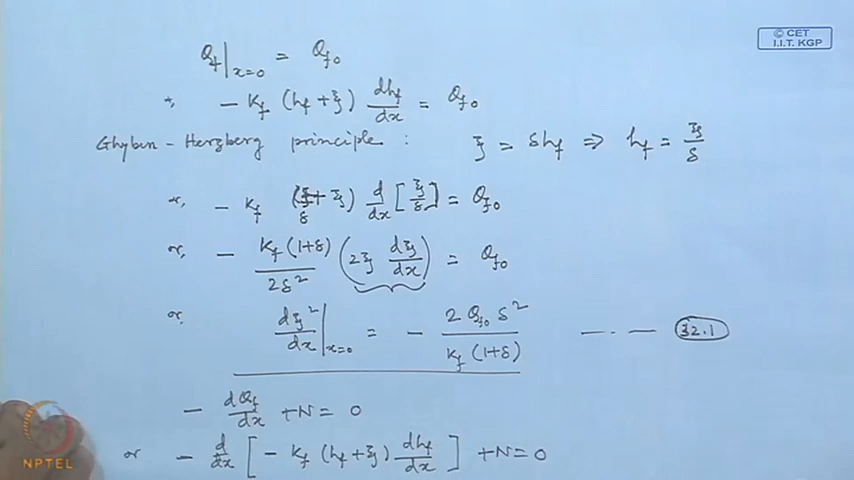 © CET
I.I.T. KGP
Q_f |_{x=0} = Q_{f0}
or, - K_f (h_f + ξ) dh_f/dx = Q_{f0}
Ghyben - Herzberg principle : ξ = δh_f ⇒ h_f = ξ/δ
or, - K_f (ξ/δ + ξ) d/dx [ξ/δ] = Q_{f0}
or, - K_f (1+δ)/2δ² (2ξ dξ/dx) = Q_{f0}
or, dξ²/dx |_{x=0} = - 2 Q_{f0} δ² / K_f (1+δ) —·— 32.1
- dQ_f/dx + N = 0
or - d/dx [ - K_f (h_f + ξ) dh_f/dx ] + N = 0
NPTEL